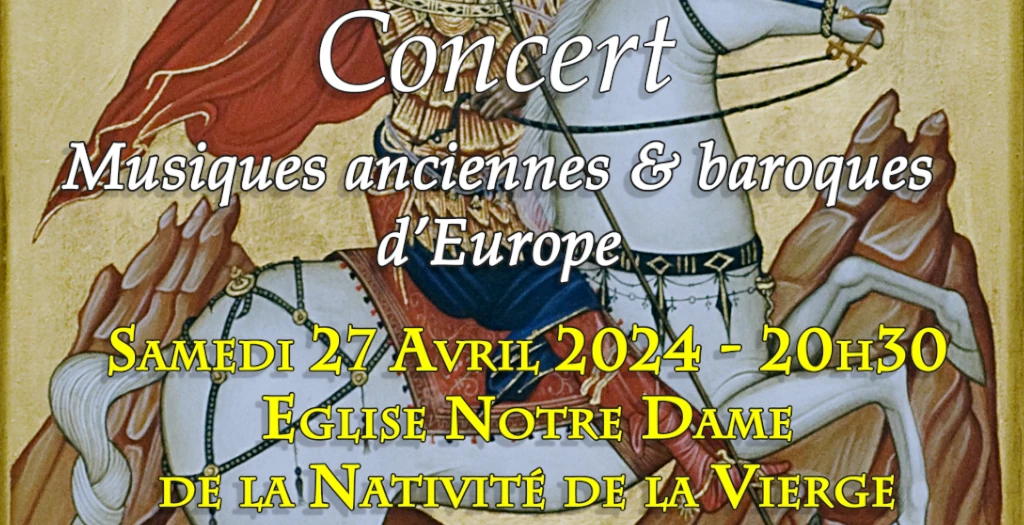 Concert
Musiques anciennes & baroques
d'Europe
Samedi 27 Avril 2024 - 20h30
Eglise Notre Dame
de la Nativité de la Vierge